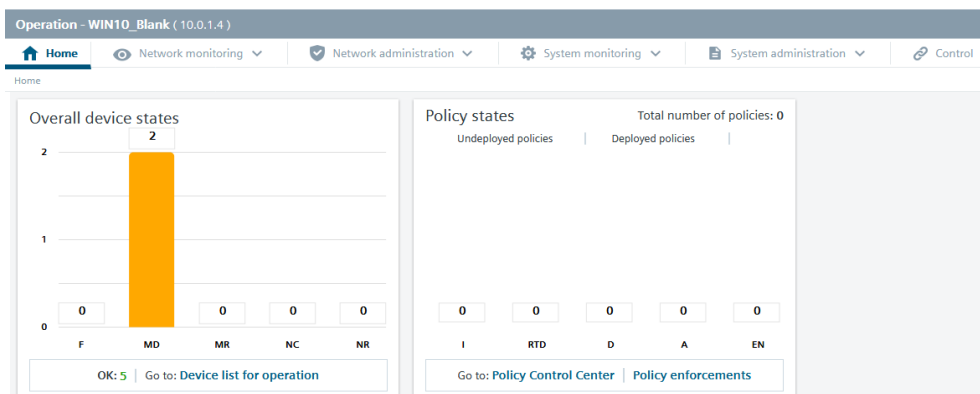 Operation - WIN10_Blank ( 10.0.1.4 )
Home Network monitoring Network administration System monitoring System administration Control
Home
Overall device states
2
2
1
0
0 0 0 0
F MD MR NC NR
OK: 5 Go to: Device list for operation
Policy states Total number of policies: 0
Undeployed policies Deployed policies
0 0 0 0 0
I RTD D A EN
Go to: Policy Control Center Policy enforcements